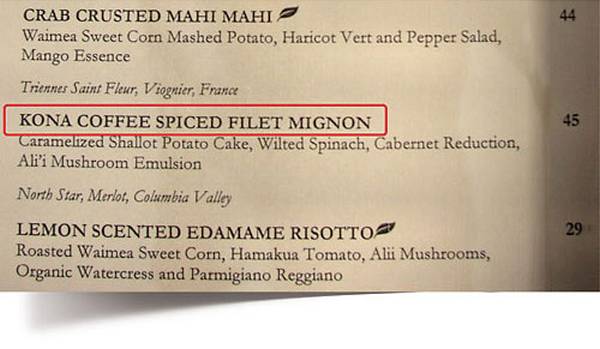 CRAB CRUSTED MAHI MAHI 44
Waimea Sweet Corn Mashed Potato, Haricot Vert and Pepper Salad,
Mango Essence
Triennes Saint Fleur, Viognier, France
KONA COFFEE SPICED FILET MIGNON 45
Caramelized Shallot Potato Cake, Wilted Spinach, Cabernet Reduction,
Ali'i Mushroom Emulsion
North Star, Merlot, Columbia Valley
LEMON SCENTED EDAMAME RISOTTO 29
Roasted Waimea Sweet Corn, Hamakua Tomato, Alii Mushrooms,
Organic Watercress and Parmigiano Reggiano